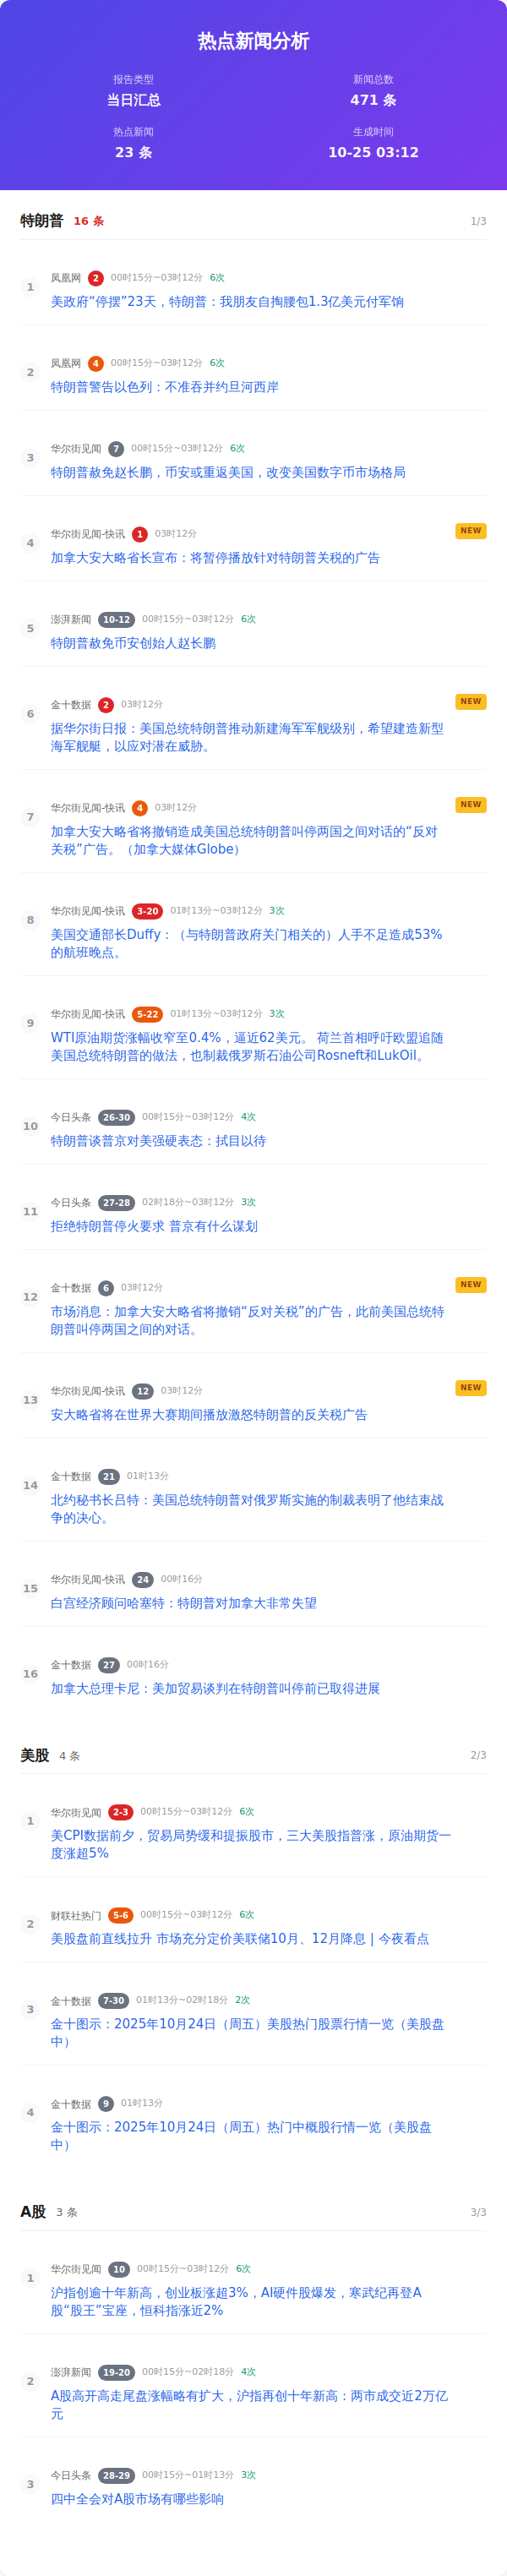 热点新闻分析
报告类型
新闻总数
当日汇总
471 条
热点新闻
生成时间
23 条
10-25 03:12
特朗普 16 条 1/3
1 凤凰网 2 00时15分~03时12分 6次
美政府“停摆”23天，特朗普：我朋友自掏腰包1.3亿美元付军饷
2 凤凰网 4 00时15分~03时12分 6次
特朗普警告以色列：不准吞并约旦河西岸
3 华尔街见闻 7 00时15分~03时12分 6次
特朗普赦免赵长鹏，币安或重返美国，改变美国数字币市场格局
4 华尔街见闻-快讯 1 03时12分 NEW
加拿大安大略省长宣布：将暂停播放针对特朗普关税的广告
5 澎湃新闻 10-12 00时15分~03时12分 6次
特朗普赦免币安创始人赵长鹏
6 金十数据 2 03时12分 NEW
据华尔街日报：美国总统特朗普推动新建海军军舰级别，希望建造新型
海军舰艇，以应对潜在威胁。
7 华尔街见闻-快讯 4 03时12分 NEW
加拿大安大略省将撤销造成美国总统特朗普叫停两国之间对话的“反对
关税”广告。（加拿大媒体Globe）
8 华尔街见闻-快讯 3-20 01时13分~03时12分 3次
美国交通部长Duffy：（与特朗普政府关门相关的）人手不足造成53%
的航班晚点。
9 华尔街见闻-快讯 5-22 01时13分~03时12分 3次
WTI原油期货涨幅收窄至0.4%，逼近62美元。 荷兰首相呼吁欧盟追随
美国总统特朗普的做法，也制裁俄罗斯石油公司Rosneft和LukOil。
10 今日头条 26-30 00时15分~03时12分 4次
特朗普谈普京对美强硬表态：拭目以待
11 今日头条 27-28 02时18分~03时12分 3次
拒绝特朗普停火要求 普京有什么谋划
12 金十数据 6 03时12分 NEW
市场消息：加拿大安大略省将撤销“反对关税”的广告，此前美国总统特
朗普叫停两国之间的对话。
13 华尔街见闻-快讯 12 03时12分 NEW
安大略省将在世界大赛期间播放激怒特朗普的反关税广告
14 金十数据 21 01时13分
北约秘书长吕特：美国总统特朗普对俄罗斯实施的制裁表明了他结束战
争的决心。
15 华尔街见闻-快讯 24 00时16分
白宫经济顾问哈塞特：特朗普对加拿大非常失望
16 金十数据 27 00时16分
加拿大总理卡尼：美加贸易谈判在特朗普叫停前已取得进展
美股 4 条 2/3
1 华尔街见闻 2-3 00时15分~03时12分 6次
美CPI数据前夕，贸易局势缓和提振股市，三大美股指普涨，原油期货一
度涨超5%
2 财联社热门 5-6 00时15分~03时12分 6次
美股盘前直线拉升 市场充分定价美联储10月、12月降息 | 今夜看点
3 金十数据 7-30 01时13分~02时18分 2次
金十图示：2025年10月24日（周五）美股热门股票行情一览（美股盘
中）
4 金十数据 9 01时13分
金十图示：2025年10月24日（周五）热门中概股行情一览（美股盘
中）
A股 3 条 3/3
1 华尔街见闻 10 00时15分~03时12分 6次
沪指创逾十年新高，创业板涨超3%，AI硬件股爆发，寒武纪再登A
股“股王”宝座，恒科指涨近2%
2 澎湃新闻 19-20 00时15分~02时18分 4次
A股高开高走尾盘涨幅略有扩大，沪指再创十年新高：两市成交近2万亿
元
3 今日头条 28-29 00时15分~01时13分 3次
四中全会对A股市场有哪些影响